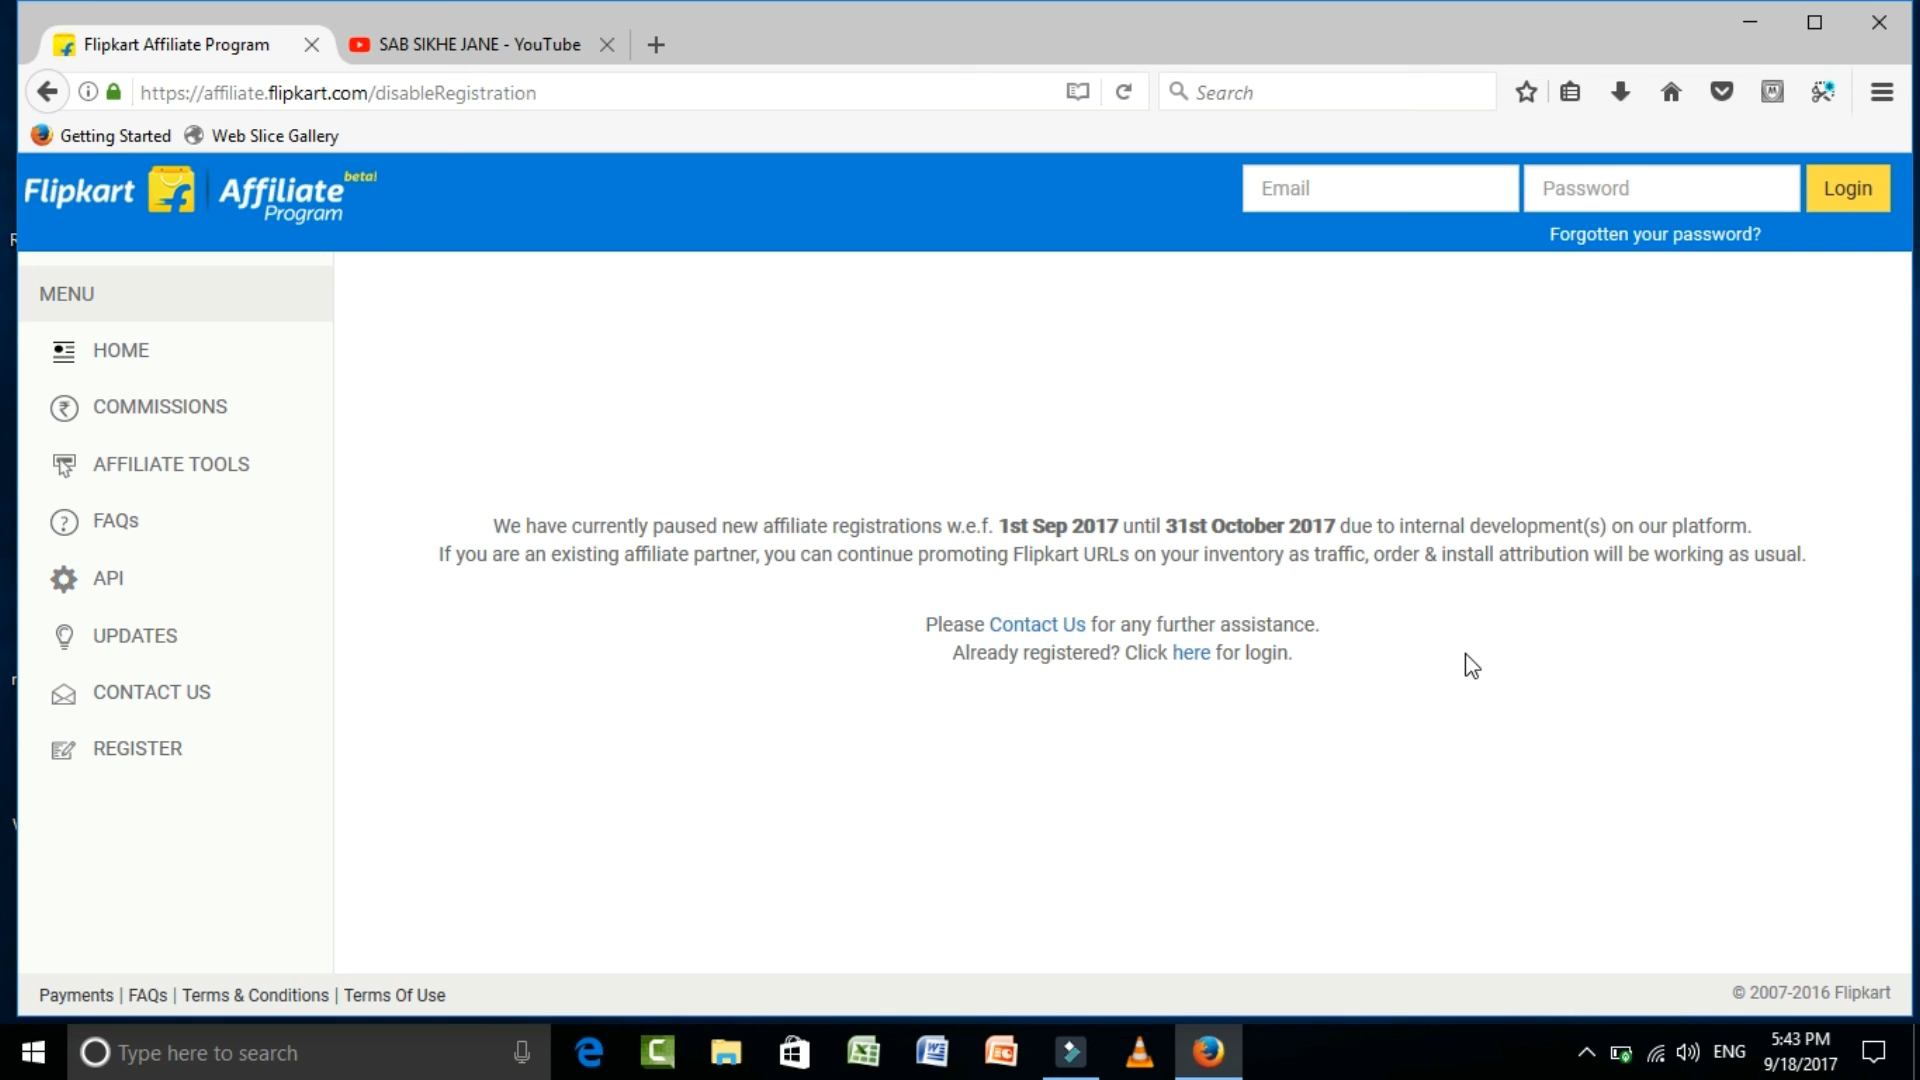 Flipkart Affiliate Program
SAB SIKHE JANE - YouTube
https://affiliate.flipkart.com/disableRegistration
Search
Getting Started
Web Slice Gallery
Flipkart
Affiliate beta!
Program
Email
Password
Login
Forgotten your password?
MENU
HOME
COMMISSIONS
AFFILIATE TOOLS
FAQs
API
UPDATES
CONTACT US
REGISTER
We have currently paused new affiliate registrations w.e.f. 1st Sep 2017 until 31st October 2017 due to internal development(s) on our platform.
If you are an existing affiliate partner, you can continue promoting Flipkart URLs on your inventory as traffic, order & install attribution will be working as usual.
Please Contact Us for any further assistance.
Already registered? Click here for login.
Payments | FAQs | Terms & Conditions | Terms Of Use
© 2007-2016 Flipkart
Type here to search
ENG
5:43 PM
9/18/2017